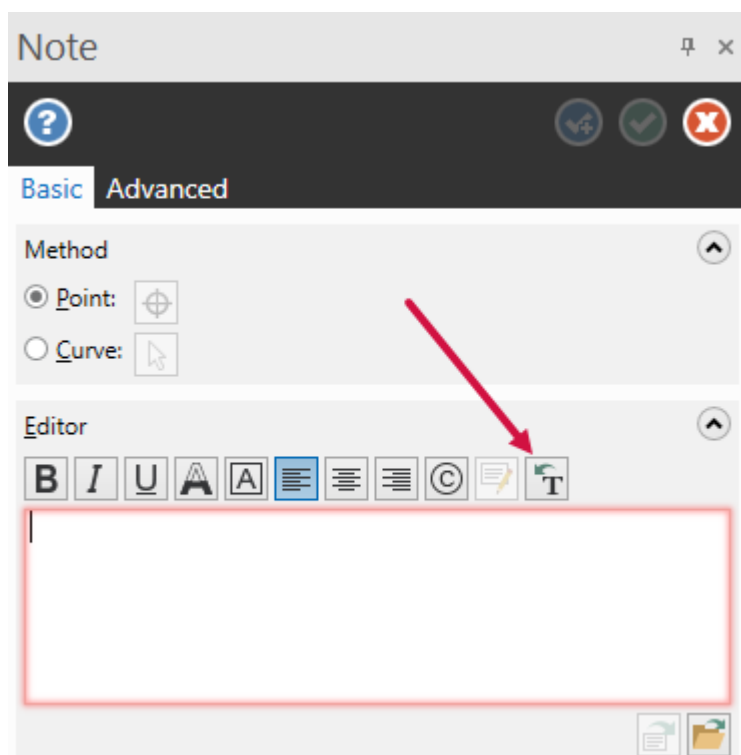 Note
Basic Advanced
Method
Point:
Curve:
Editor
B I U A A © T